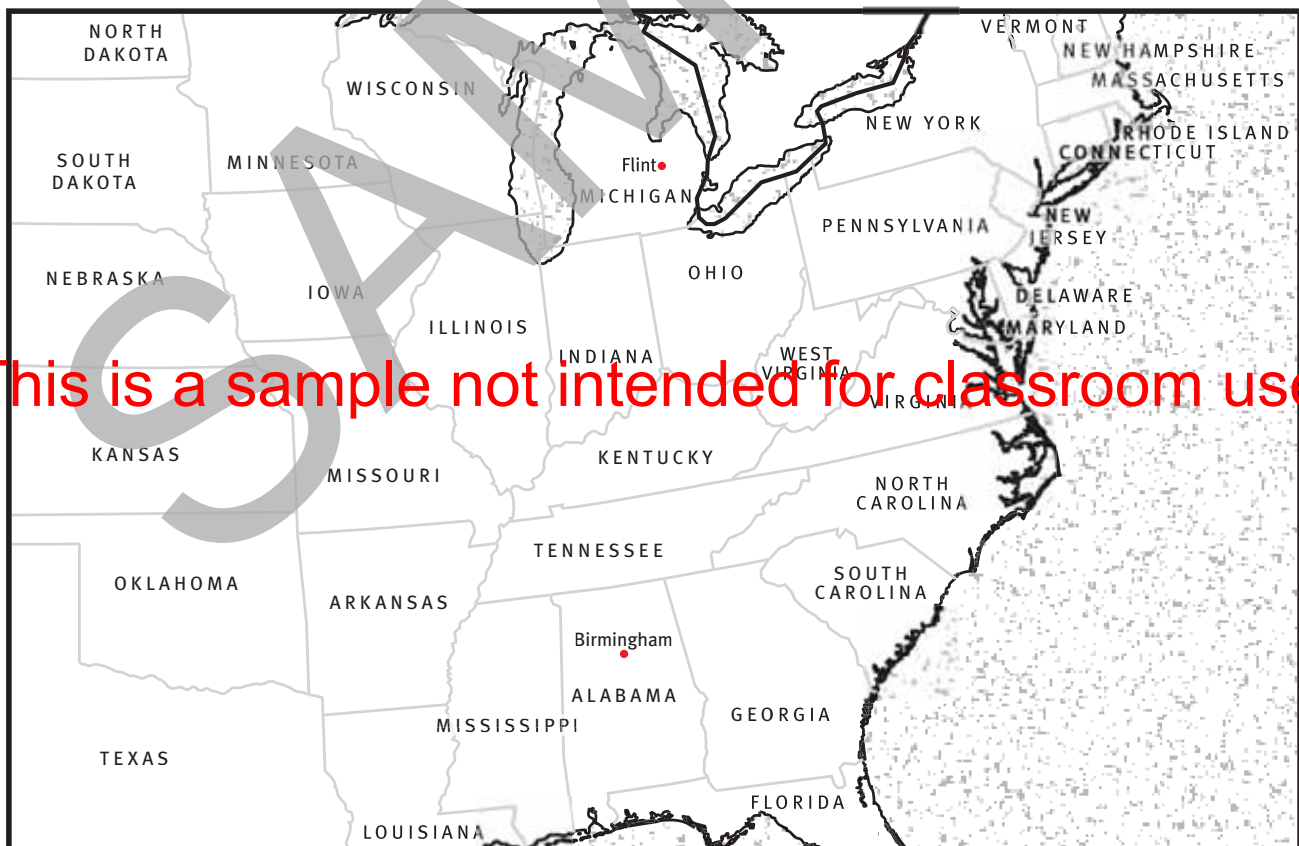 NORTH
DAKOTA
VERMONT
NEW HAMPSHIRE
MASSACHUSETTS
WISCONSIN
NEW YORK
RHODE ISLAND
CONNECTICUT
SOUTH
DAKOTA
MINNESOTA
Flint
MICHIGAN
PENNSYLVANIA
NEW
JERSEY
NEBRASKA
IOWA
OHIO
DELAWARE
MARYLAND
ILLINOIS
INDIANA
WEST
VIRGINIA
This is a sample not intended for classroom use
VIRGINIA
KANSAS
MISSOURI
KENTUCKY
NORTH
CAROLINA
TENNESSEE
OKLAHOMA
ARKANSAS
SOUTH
CAROLINA
Birmingham
ALABAMA
MISSISSIPPI
GEORGIA
TEXAS
FLORIDA
LOUISIANA
SAM